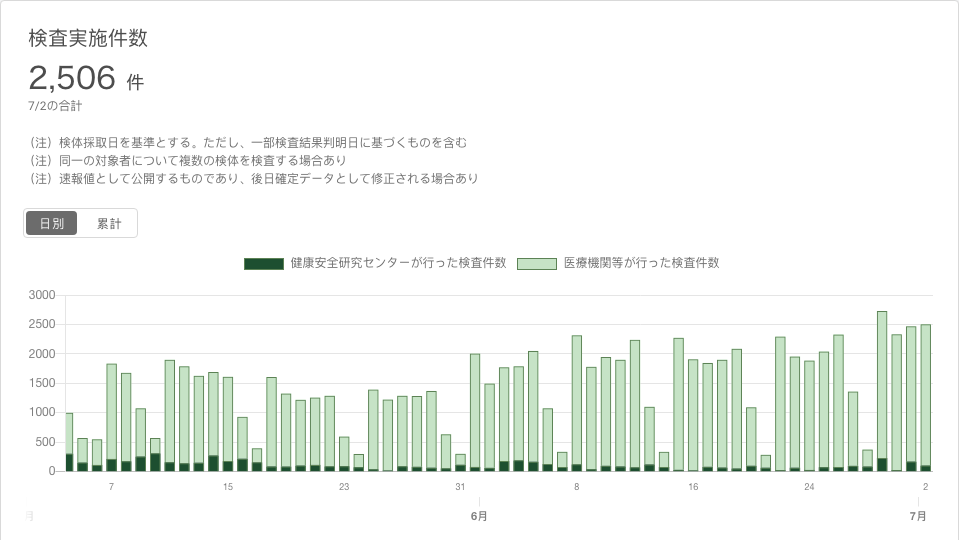 検査実施件数
2,506 件
7/2の合計
（注）検体採取日を基準とする。ただし、一部検査結果判明日に基づくものを含む
（注）同一の対象者について複数の検体を検査する場合あり
（注）速報値として公開するものであり、後日確定データとして修正される場合あり
日別 累計
健康安全研究センターが行った検査件数 医療機関等が行った検査件数
3000
2500
2000
1500
1000
500
0
7 15 23 31 8 16 24 2
月 6月 7月